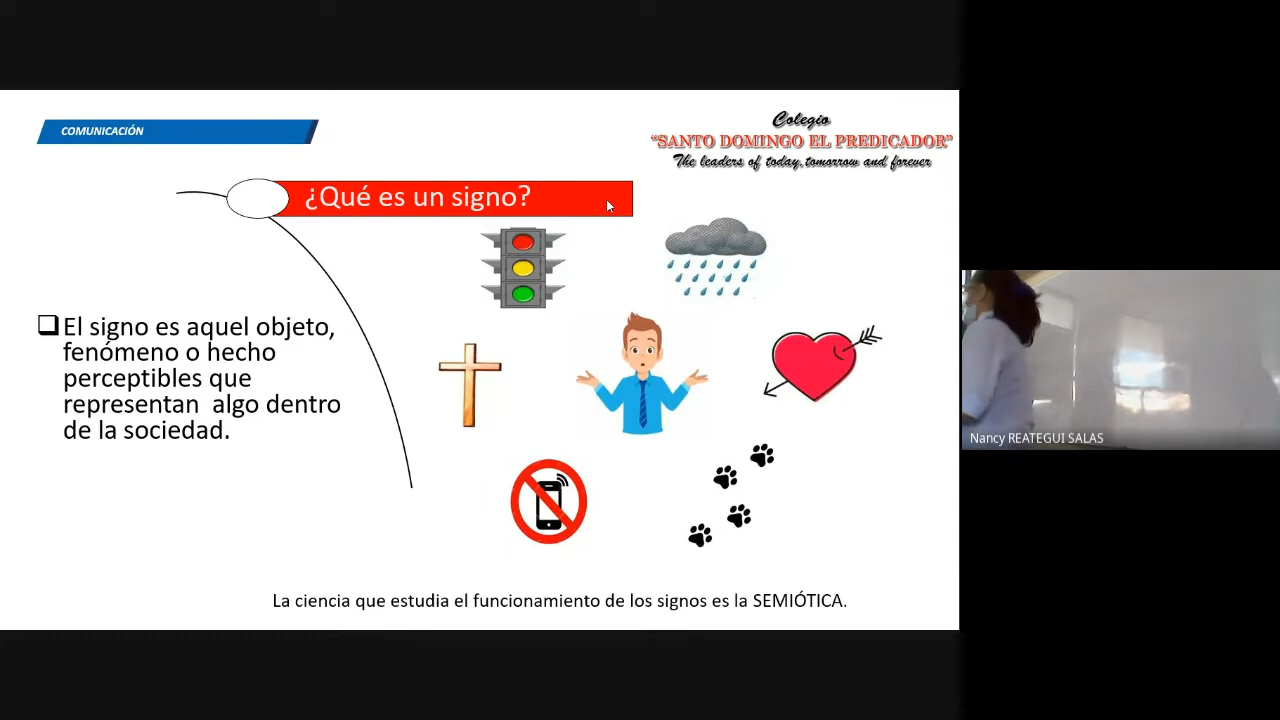 COMUNICACIÓN
Colegio
“SANTO DOMINGO EL PREDICADOR”
The leaders of today, tomorrow and forever
¿Qué es un signo?
El signo es aquel objeto,
fenómeno o hecho
perceptibles que
representan algo dentro
de la sociedad.
La ciencia que estudia el funcionamiento de los signos es la SEMIÓTICA.
Nancy REATEGUI SALAS